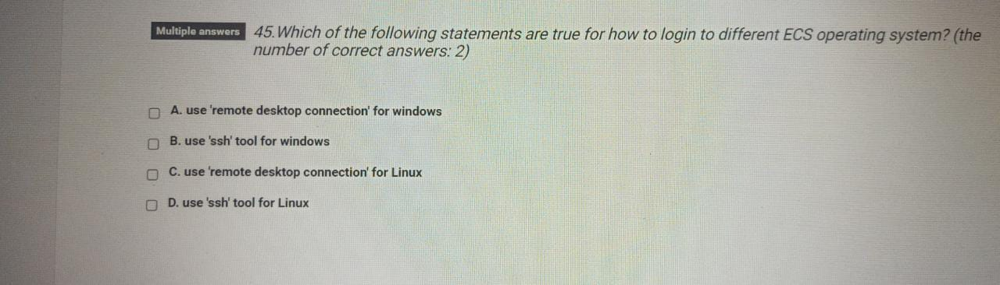 Multiple answers 45.Which of the following statements are true for how to login to different ECS operating system? (the
number of correct answers: 2)
A. use 'remote desktop connection' for windows
B. use 'ssh' tool for windows
C. use 'remote desktop connection' for Linux
D. use 'ssh' tool for Linux